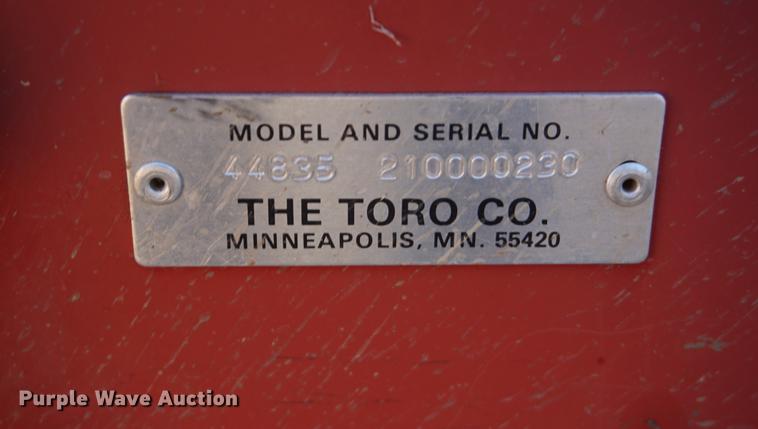 MODEL AND SERIAL NO.
44835 210000230
THE TORO CO.
MINNEAPOLIS, MN. 55420
Purple Wave Auction